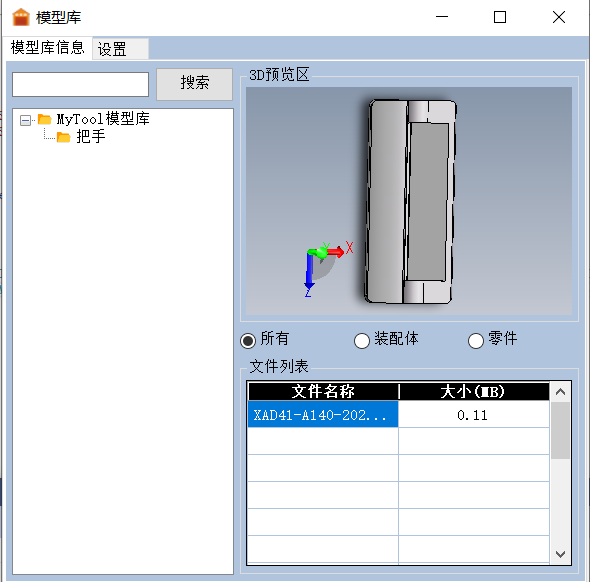 模型库
模型库信息 设置
搜索
MyTool模型库
把手
3D预览区
Y X
Z
所有 装配体 零件
文件列表
文件名称 大小(MB)
XAD41-A140-202... 0.11